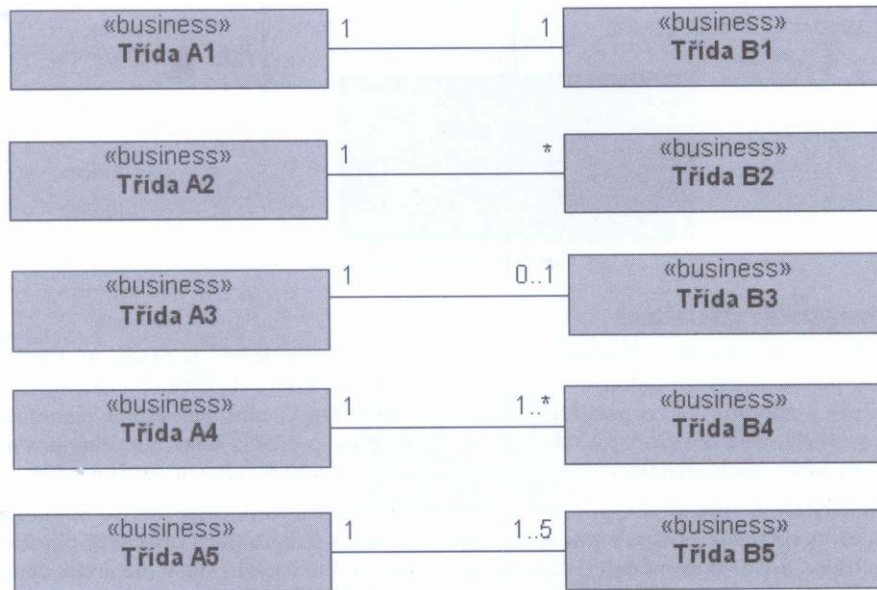 «business» 1 1 «business»
Třída A1 Třída B1
«business» 1 * «business»
Třída A2 Třída B2
«business» 1 0..1 «business»
Třída A3 Třída B3
«business» 1 1..* «business»
Třída A4 Třída B4
«business» 1 1..5 «business»
Třída A5 Třída B5